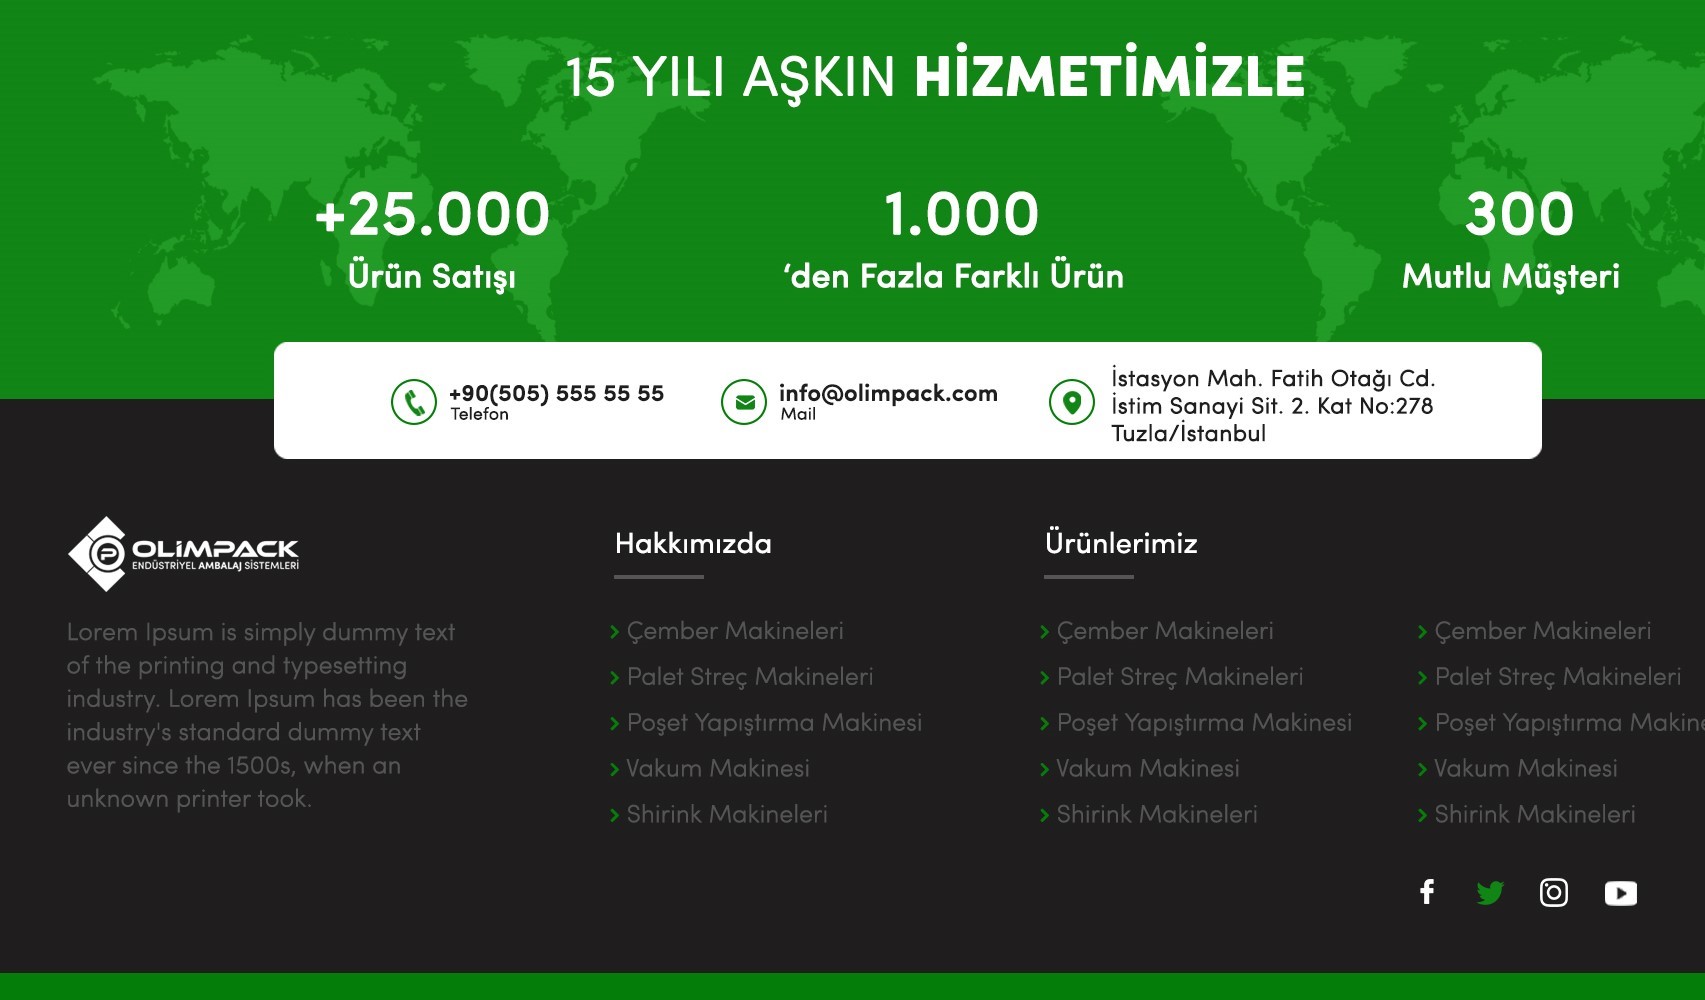 15 YILI AŞKIN HİZMETİMİZLE
+25.000
Ürün Satışı
1.000
‘den Fazla Farklı Ürün
300
Mutlu Müşteri
+90(505) 555 55 55
Telefon
info@olimpack.com
Mail
İstasyon Mah. Fatih Otağı Cd.
İstim Sanayi Sit. 2. Kat No:278
Tuzla/İstanbul
OLİMPACK
ENDÜSTRİYEL AMBALAJ SİSTEMLERİ
Lorem Ipsum is simply dummy text
of the printing and typesetting
industry. Lorem Ipsum has been the
industry's standard dummy text
ever since the 1500s, when an
unknown printer took.
Hakkımızda
Çember Makineleri
Palet Streç Makineleri
Poşet Yapıştırma Makinesi
Vakum Makinesi
Shirink Makineleri
Ürünlerimiz
Çember Makineleri
Palet Streç Makineleri
Poşet Yapıştırma Makinesi
Vakum Makinesi
Shirink Makineleri
Çember Makineleri
Palet Streç Makineleri
Poşet Yapıştırma Makine
Vakum Makinesi
Shirink Makineleri